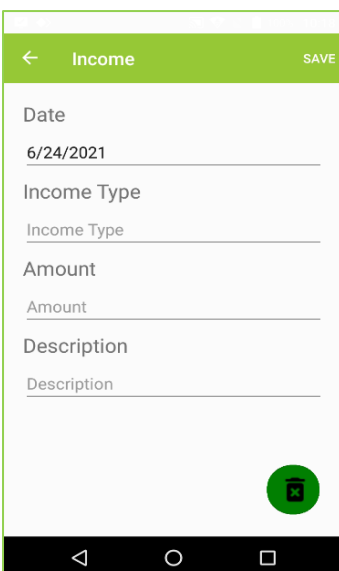 Income
SAVE
Date
6/24/2021
Income Type
Income Type
Amount
Amount
Description
Description